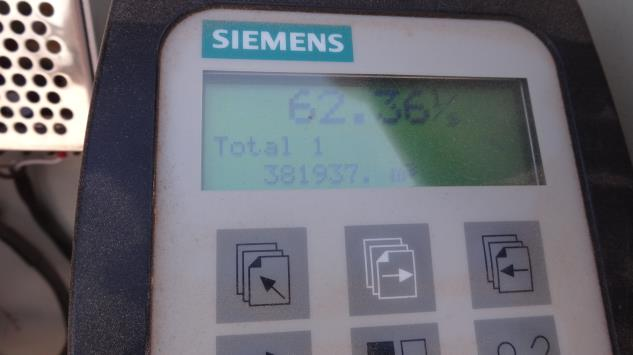 SIEMENS
62.36 l/s
Total 1
381937. m³